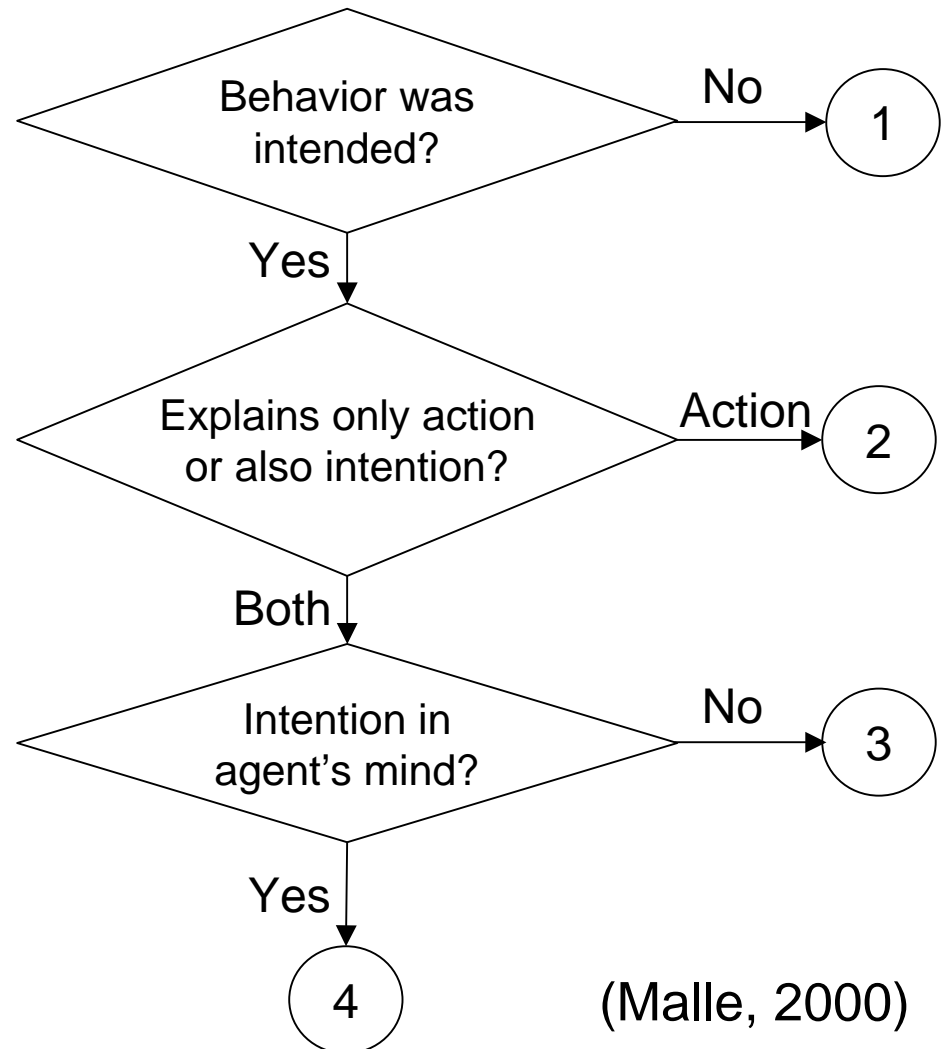 Behavior was
intended?
No
1
Yes
Explains only action
or also intention?
Action
2
Both
Intention in
agent’s mind?
No
3
Yes
4
(Malle, 2000)